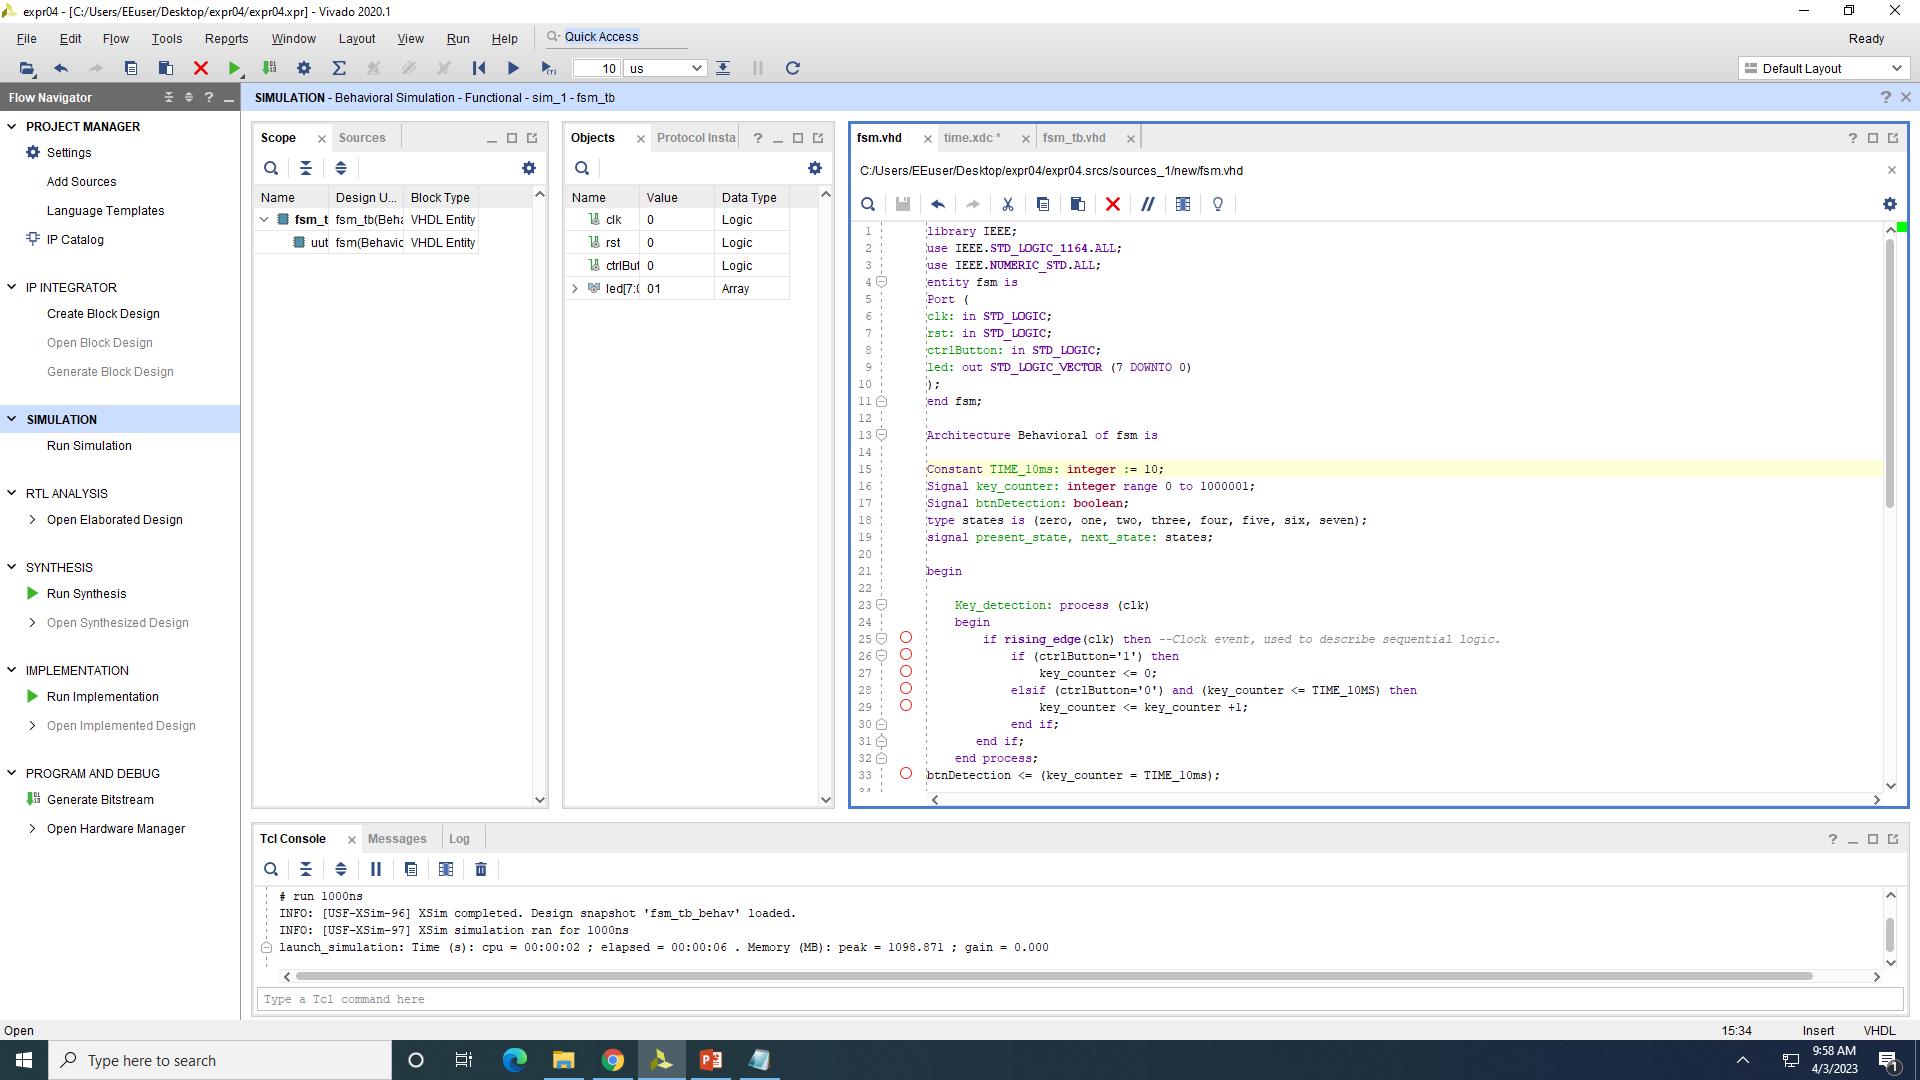 expr04 - [C:/Users/EEuser/Desktop/expr04/expr04.xpr] - Vivado 2020.1
File Edit Flow Tools Reports Window Layout View Run Help Quick Access Ready
10 us Default Layout
Flow Navigator
PROJECT MANAGER
Settings
Add Sources
Language Templates
IP Catalog
IP INTEGRATOR
Create Block Design
Open Block Design
Generate Block Design
SIMULATION
Run Simulation
RTL ANALYSIS
Open Elaborated Design
SYNTHESIS
Run Synthesis
Open Synthesized Design
IMPLEMENTATION
Run Implementation
Open Implemented Design
PROGRAM AND DEBUG
Generate Bitstream
Open Hardware Manager
SIMULATION - Behavioral Simulation - Functional - sim_1 - fsm_tb
Scope Sources
Name Design U... Block Type
fsm_t fsm_tb(Beha VHDL Entity
uut fsm(Behavio VHDL Entity
Objects Protocol Insta
Name Value Data Type
clk 0 Logic
rst 0 Logic
ctrlBut 0 Logic
led[7:0 01 Array
fsm.vhd time.xdc * fsm_tb.vhd
C:/Users/EEuser/Desktop/expr04/expr04.srcs/sources_1/new/fsm.vhd
1 library IEEE;
2 use IEEE.STD_LOGIC_1164.ALL;
3 use IEEE.NUMERIC_STD.ALL;
4 entity fsm is
5 Port (
6 clk: in STD_LOGIC;
7 rst: in STD_LOGIC;
8 ctrlButton: in STD_LOGIC;
9 led: out STD_LOGIC_VECTOR (7 DOWNTO 0)
10 );
11 end fsm;
12
13 Architecture Behavioral of fsm is
14
15 Constant TIME_10ms: integer := 10;
16 Signal key_counter: integer range 0 to 1000001;
17 Signal btnDetection: boolean;
18 type states is (zero, one, two, three, four, five, six, seven);
19 signal present_state, next_state: states;
20
21 begin
22
23 Key_detection: process (clk)
24 begin
25 if rising_edge(clk) then --Clock event, used to describe sequential logic.
26 if (ctrlButton='1') then
27 key_counter <= 0;
28 elsif (ctrlButton='0') and (key_counter <= TIME_10MS) then
29 key_counter <= key_counter +1;
30 end if;
31 end if;
32 end process;
33 btnDetection <= (key_counter = TIME_10ms);
34
Tcl Console Messages Log
# run 1000ns
INFO: [USF-XSim-96] XSim completed. Design snapshot 'fsm_tb_behav' loaded.
INFO: [USF-XSim-97] XSim simulation ran for 1000ns
launch_simulation: Time (s): cpu = 00:00:02 ; elapsed = 00:00:06 . Memory (MB): peak = 1098.871 ; gain = 0.000
Type a Tcl command here
Open 15:34 Insert VHDL
Type here to search
9:58 AM
4/3/2023
1